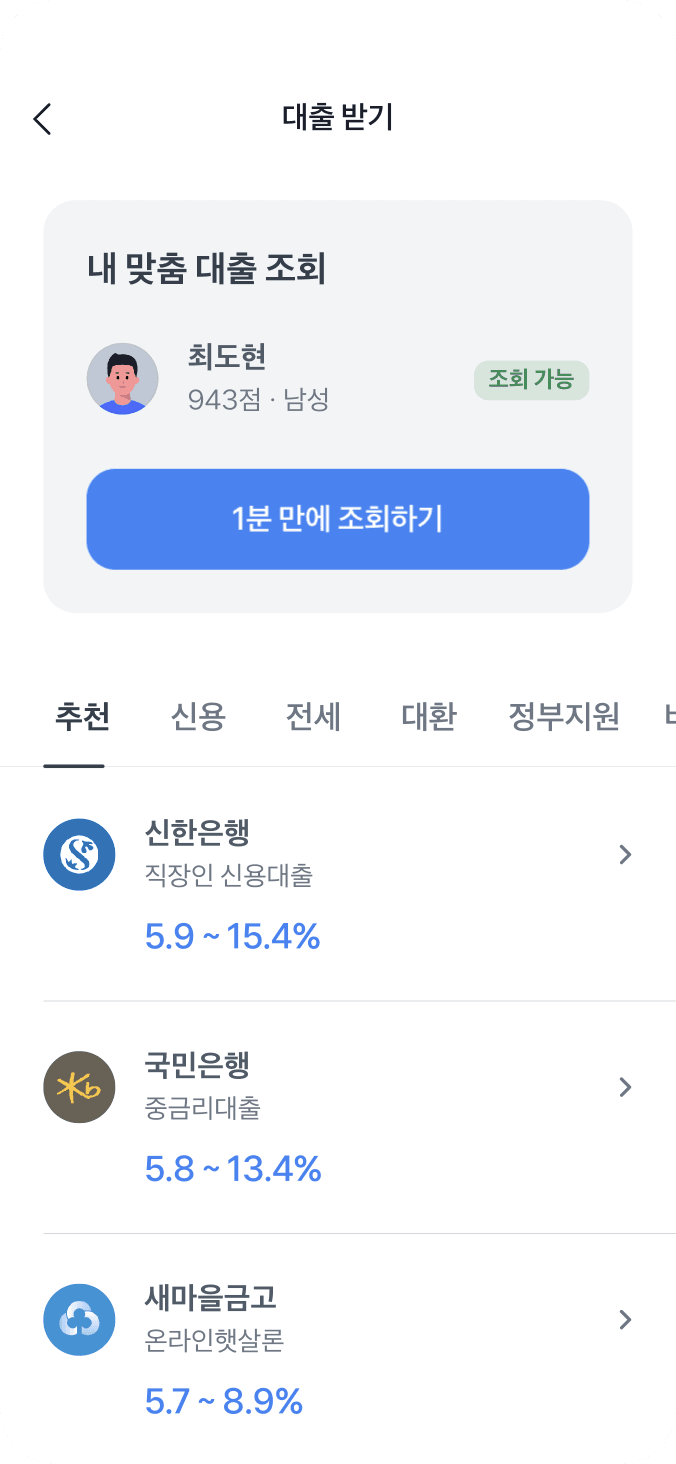 대출 받기
내 맞춤 대출 조회
최도현
943점 · 남성
조회 가능
1분 만에 조회하기
추천 신용 전세 대환 정부지원
신한은행
직장인 신용대출
5.9 ~ 15.4%
국민은행
중금리대출
5.8 ~ 13.4%
새마을금고
온라인햇살론
5.7 ~ 8.9%